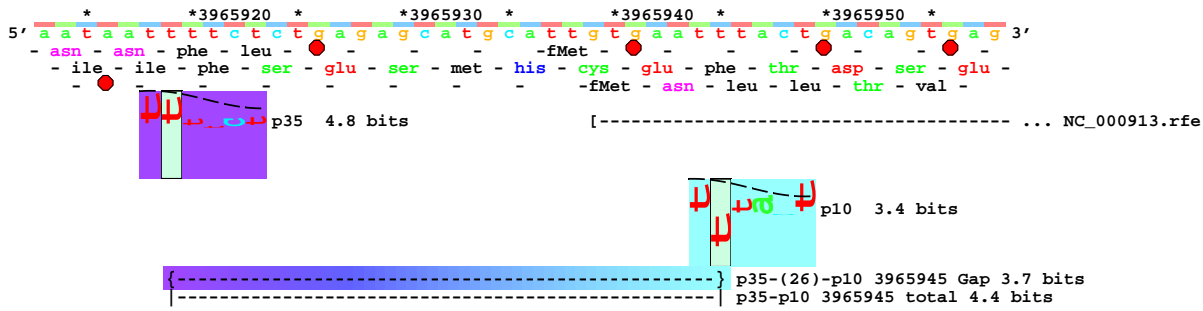 * *3965920 * *3965930 * *3965940 * *3965950 *
5' a a t a a t t t t c t c t g a g a g c a t g c a t t g t g a a t t t a c t g a c a g t g a g 3'
- asn - asn - phe - leu - - - - - -fMet- - - - - - -
- ile - ile - phe - ser - glu - ser - met - his - cys - glu - phe - thr - asp - ser - glu -
- - - - - - - - - -fMet- asn - leu - leu - thr - val -
t t t t c t p35 4.8 bits
[--------------------------------------- ... NC_000913.rfe
t t t a t p10 3.4 bits
{----------------------------------------------------} p35-(26)-p10 3965945 Gap 3.7 bits
|----------------------------------------------------| p35-p10 3965945 total 4.4 bits